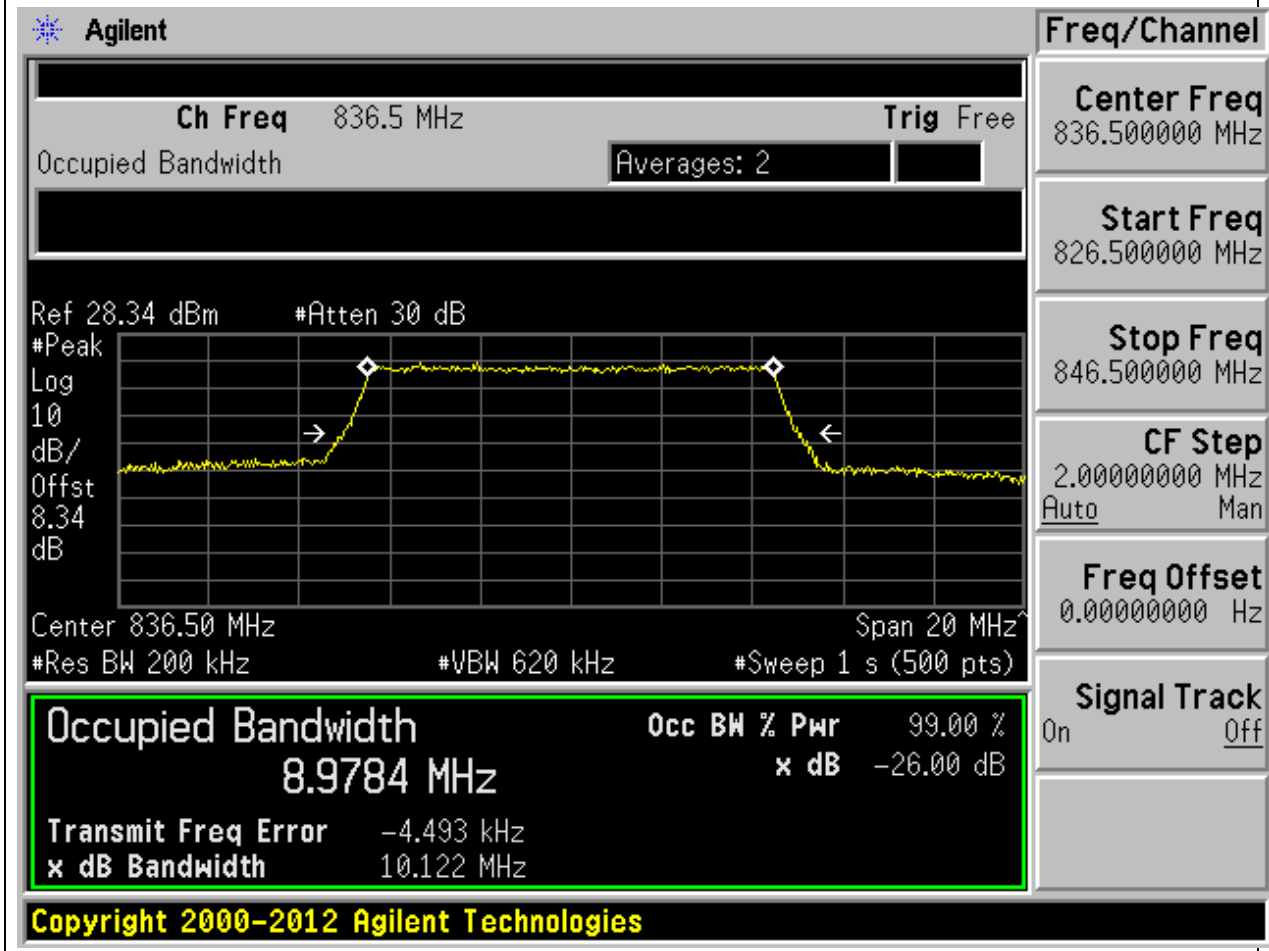 Agilent
Freq/Channel
Ch Freq 836.5 MHz Trig Free
Occupied Bandwidth Averages: 2
Ref 28.34 dBm #Atten 30 dB
#Peak
Log
10
dB/
Offst
8.34
dB
Center 836.50 MHz Span 20 MHz^
#Res BW 200 kHz #VBW 620 kHz #Sweep 1 s (500 pts)
Occupied Bandwidth Occ BW % Pwr 99.00 %
8.9784 MHz x dB -26.00 dB
Transmit Freq Error -4.493 kHz
x dB Bandwidth 10.122 MHz
Center Freq
836.500000 MHz
Start Freq
826.500000 MHz
Stop Freq
846.500000 MHz
CF Step
2.00000000 MHz
Auto Man
Freq Offset
0.00000000 Hz
Signal Track
On Off
Copyright 2000-2012 Agilent Technologies